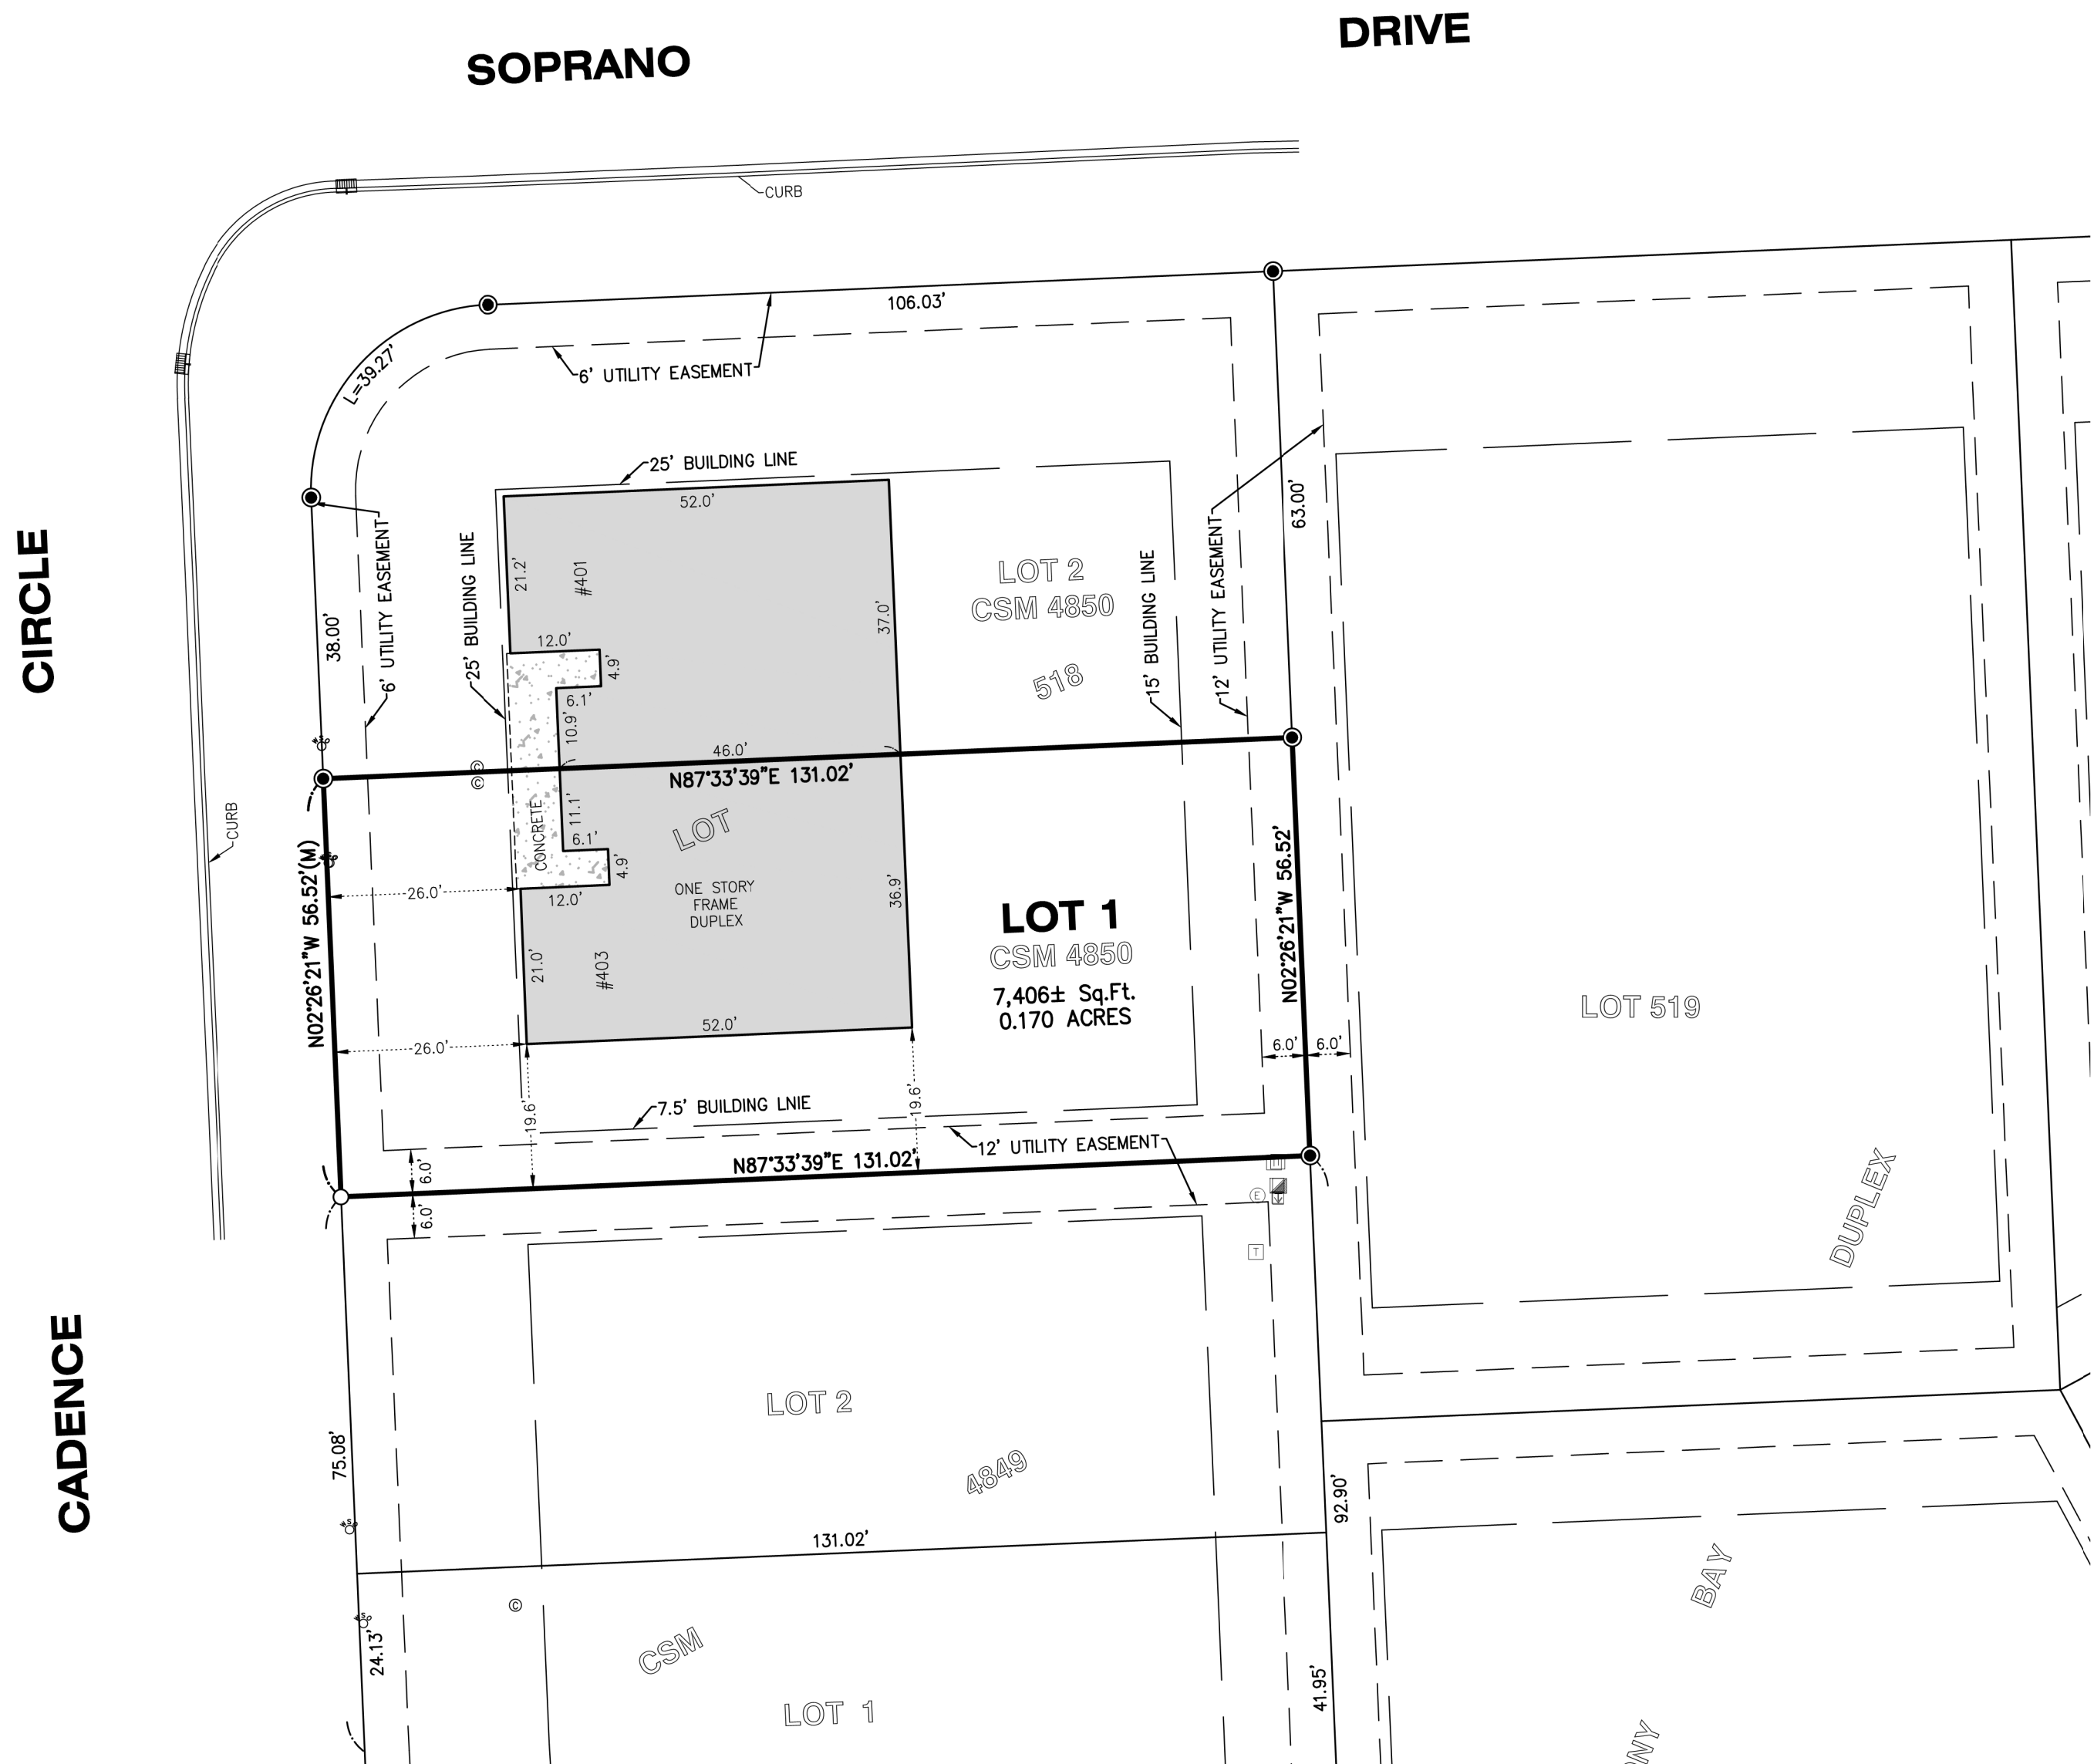 SOPRANO
DRIVE
CURB
106.03'
6' UTILITY EASEMENT
L=39.27'
25' BUILDING LINE
52.0'
21.2'
#401
37.0'
12.0'
4.9'
6.1'
10.9'
46.0'
N87°33'39"E 131.02'
25' BUILDING LINE
6' UTILITY EASEMENT
38.00'
CIRCLE
LOT 2
CSM 4850
518
15' BUILDING LINE
12' UTILITY EASEMENT
63.00'
CURB
N02°26'21"W 56.52'(M)
CONCRETE
11.1'
6.1'
4.9'
12.0'
26.0'
LOT
ONE STORY
FRAME
DUPLEX
36.9'
21.0'
#403
52.0'
26.0'
LOT 1
CSM 4850
7,406± Sq.Ft.
0.170 ACRES
N02°26'21"W 56.52'
6.0'
6.0'
LOT 519
19.6'
19.6'
7.5' BUILDING LNIE
12' UTILITY EASEMENT
N87°33'39"E 131.02'
6.0'
6.0'
E
T
DUPLEX
CADENCE
LOT 2
4849
75.08'
131.02'
92.90'
C
C
C
24.13'
CSM
LOT 1
41.95'
BAY
NY